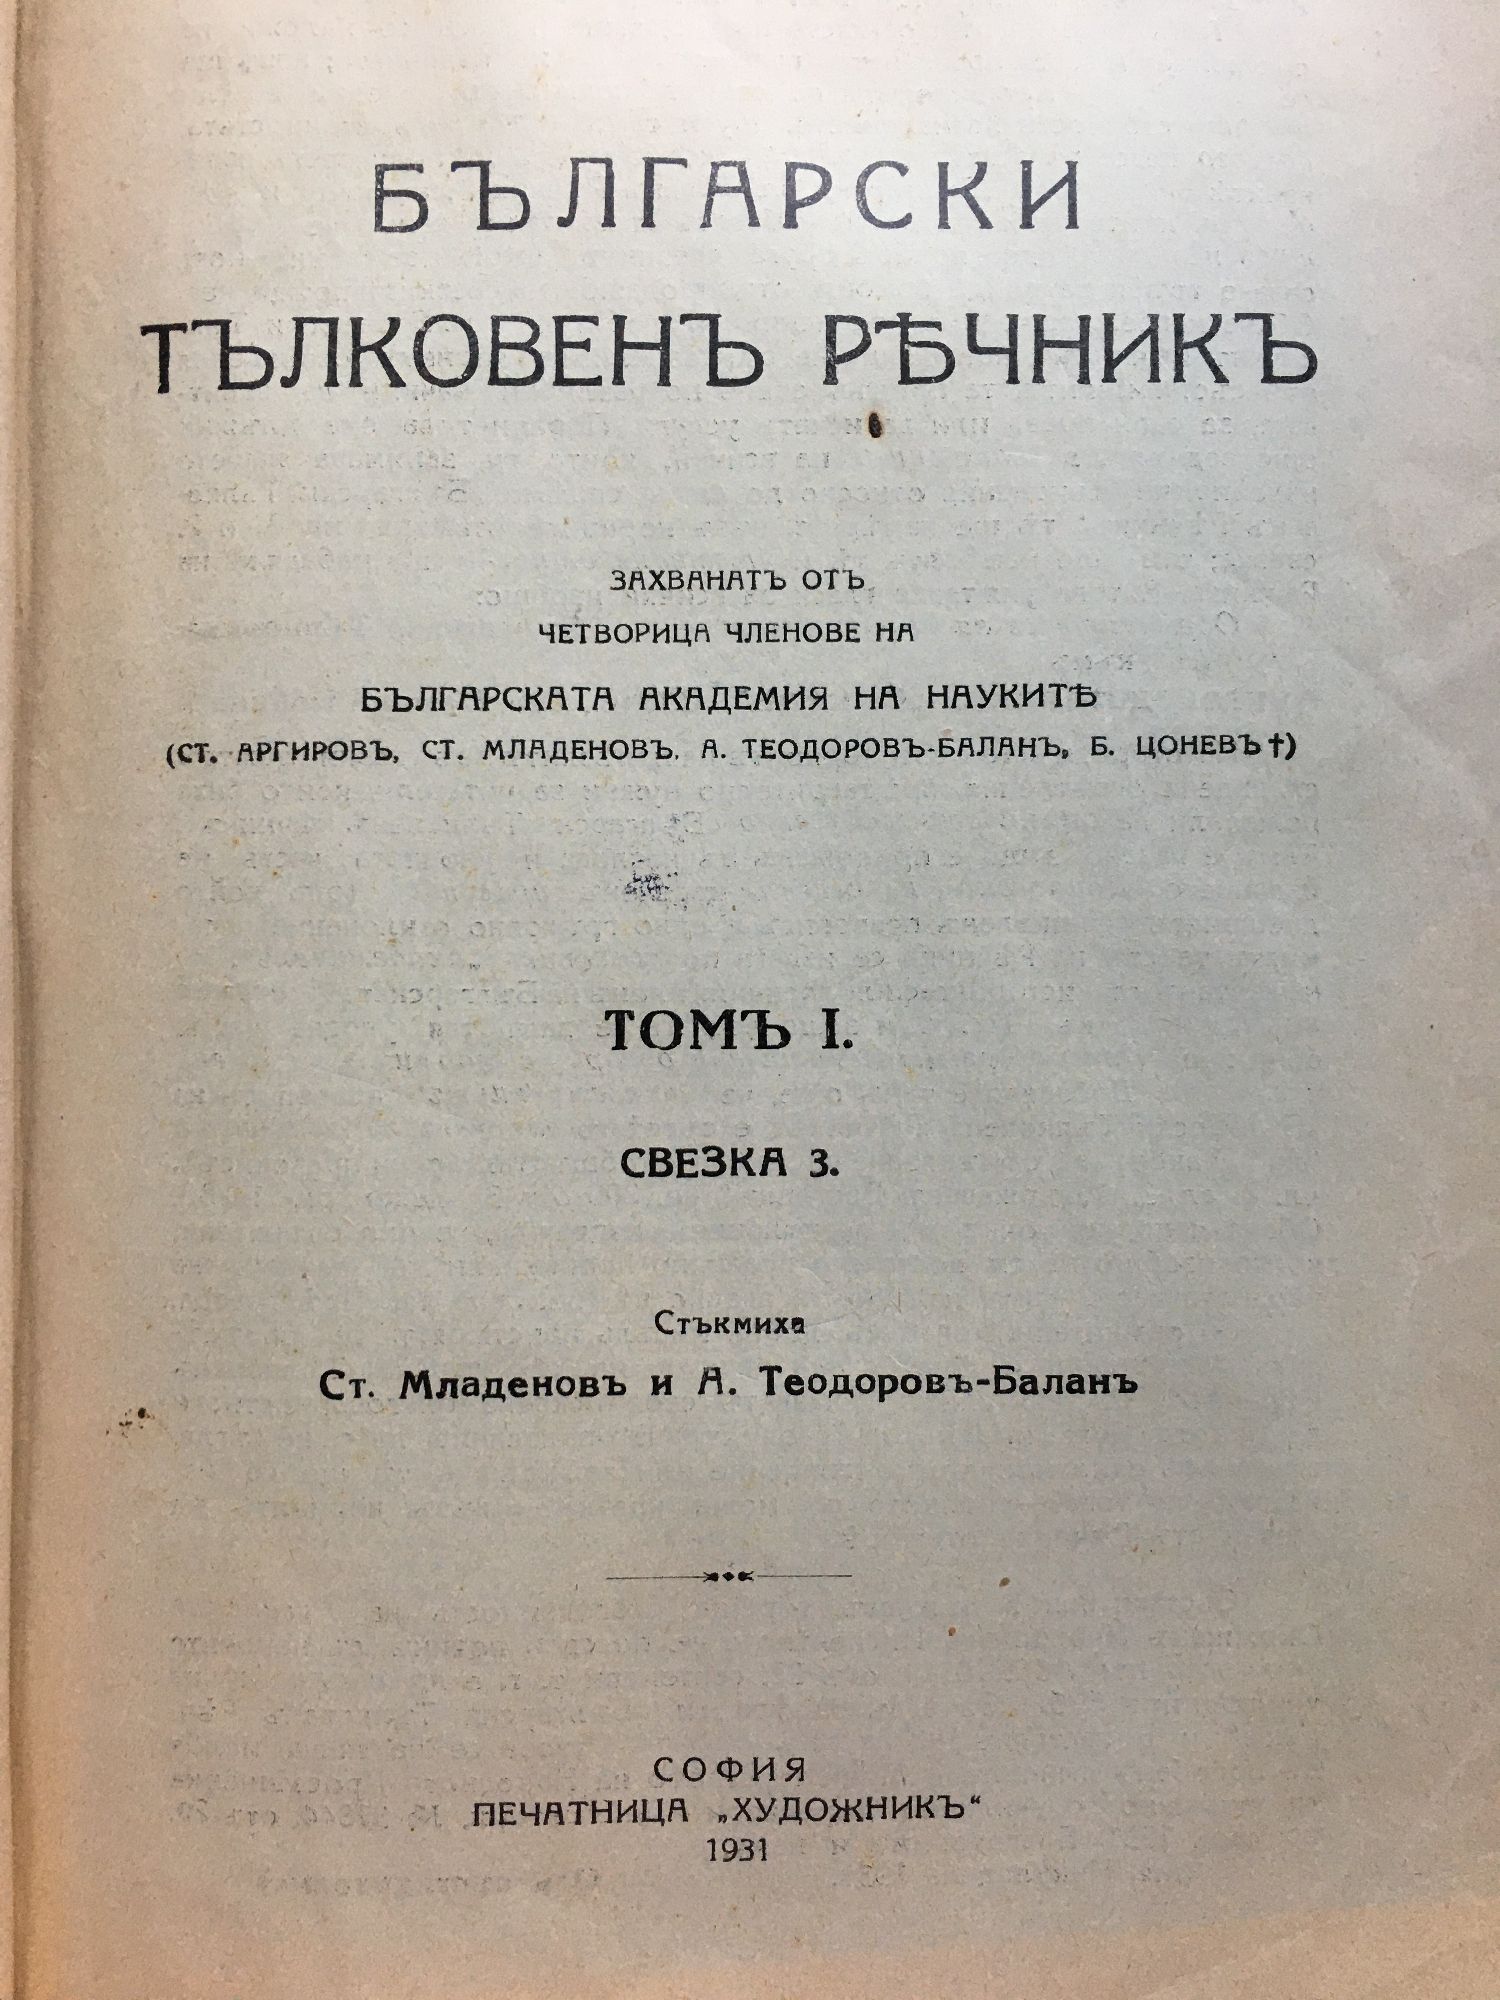 БЪЛГАРСКИ
ТЪЛКОВЕНЪ РѢЧНИКЪ
ЗАХВАНАТЪ ОТЪ
ЧЕТВОРИЦА ЧЛЕНОВЕ НА
БЪЛГАРСКАТА АКАДЕМИЯ НА НАУКИТѢ
(СТ. АРГИРОВЪ, СТ. МЛАДЕНОВЪ, А. ТЕОДОРОВЪ-БАЛАНЪ, Б. ЦОНЕВЪ†)
ТОМЪ I.
СВЕЗКА 3.
Стъкмиха
Ст. Младеновъ и А. Теодоровъ-Баланъ
СОФИЯ
ПЕЧАТНИЦА „ХУДОЖНИКЪ“
1931